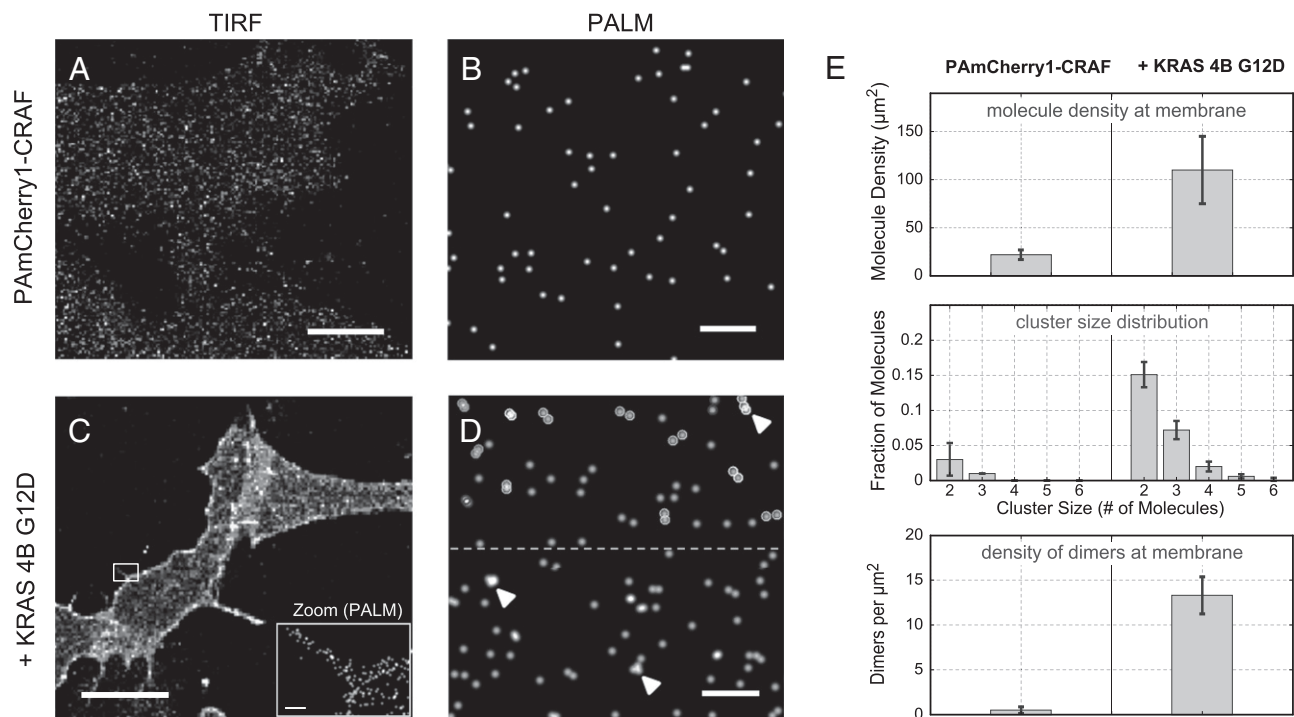 TIRF
PALM
PAmCherry1-CRAF
A
B
+ KRAS 4B G12D
C
Zoom (PALM)
D
E
PAmCherry1-CRAF
+ KRAS 4B G12D
molecule density at membrane
Molecule Density (μm²)
150
100
50
0
cluster size distribution
Fraction of Molecules
0.2
0.15
0.1
0.05
0
2 3 4 5 6 2 3 4 5 6
Cluster Size (# of Molecules)
density of dimers at membrane
Dimers per μm²
20
15
10
5
0